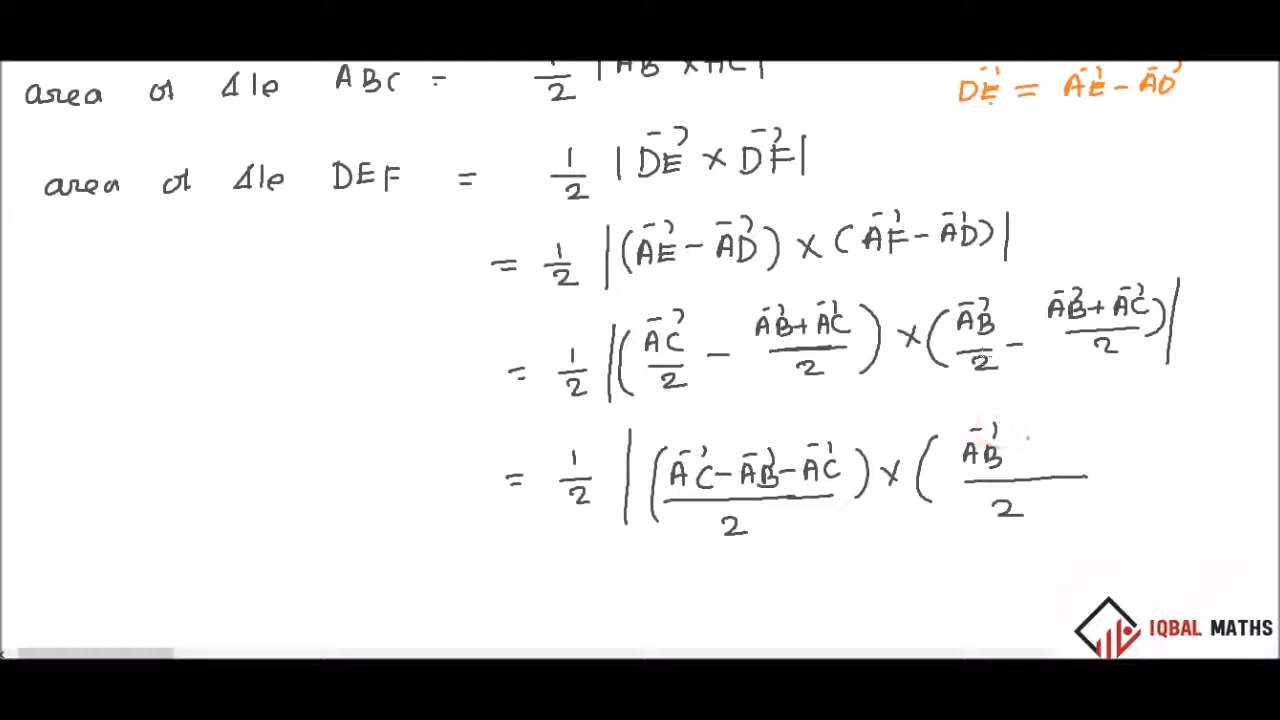 area of Δle ABC = 1/2 |AB⃗ × AC⃗|
DE⃗ = AE⃗ - AD⃗
area of Δle DEF = 1/2 |DE⃗ × DF⃗|
= 1/2 |(AE⃗ - AD⃗) × (AF⃗ - AD⃗)|
= 1/2 |(AC⃗/2 - (AB⃗ + AC⃗)/2) × (AB⃗/2 - (AB⃗ + AC⃗)/2)|
= 1/2 |((AC⃗ - AB⃗ - AC⃗)/2) × (AB⃗/2
IQBAL MATHS